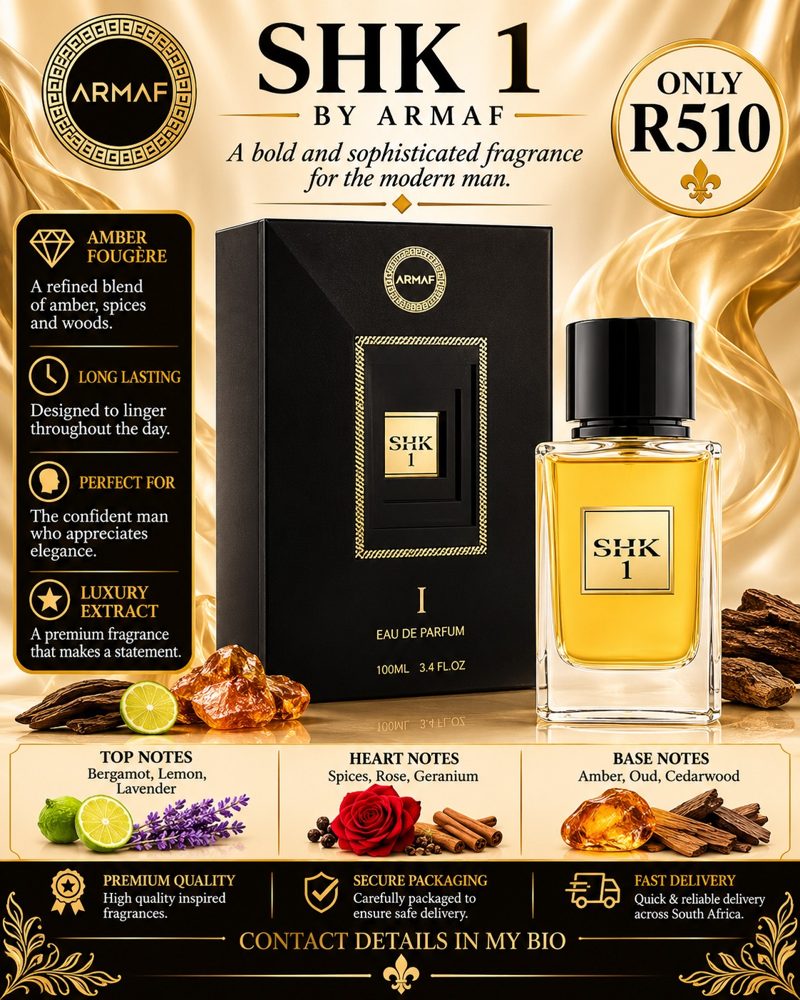 ARMAF
SHK 1
BY ARMAF
A bold and sophisticated fragrance
for the modern man.
ONLY
R510
AMBER
FOUGÈRE
A refined blend
of amber, spices
and woods.
LONG LASTING
Designed to linger
throughout the day.
PERFECT FOR
The confident man
who appreciates
elegance.
LUXURY
EXTRACT
A premium fragrance
that makes a statement.
ARMAF
SHK
1
I
EAU DE PARFUM
100ML 3.4 FL.OZ
100ML 3.4 FL.OZ
SHK
1
TOP NOTES
Bergamot, Lemon,
Lavender
HEART NOTES
Spices, Rose, Geranium
BASE NOTES
Amber, Oud, Cedarwood
PREMIUM QUALITY
High quality inspired
fragrances.
SECURE PACKAGING
Carefully packaged to
ensure safe delivery.
FAST DELIVERY
Quick & reliable delivery
across South Africa.
CONTACT DETAILS IN MY BIO